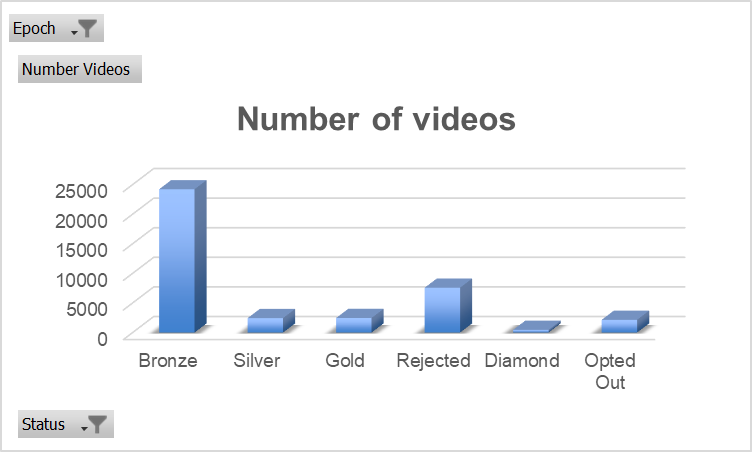 Epoch
Number Videos
Number of videos
25000
20000
15000
10000
5000
0
Bronze Silver Gold Rejected Diamond Opted
Out
Status